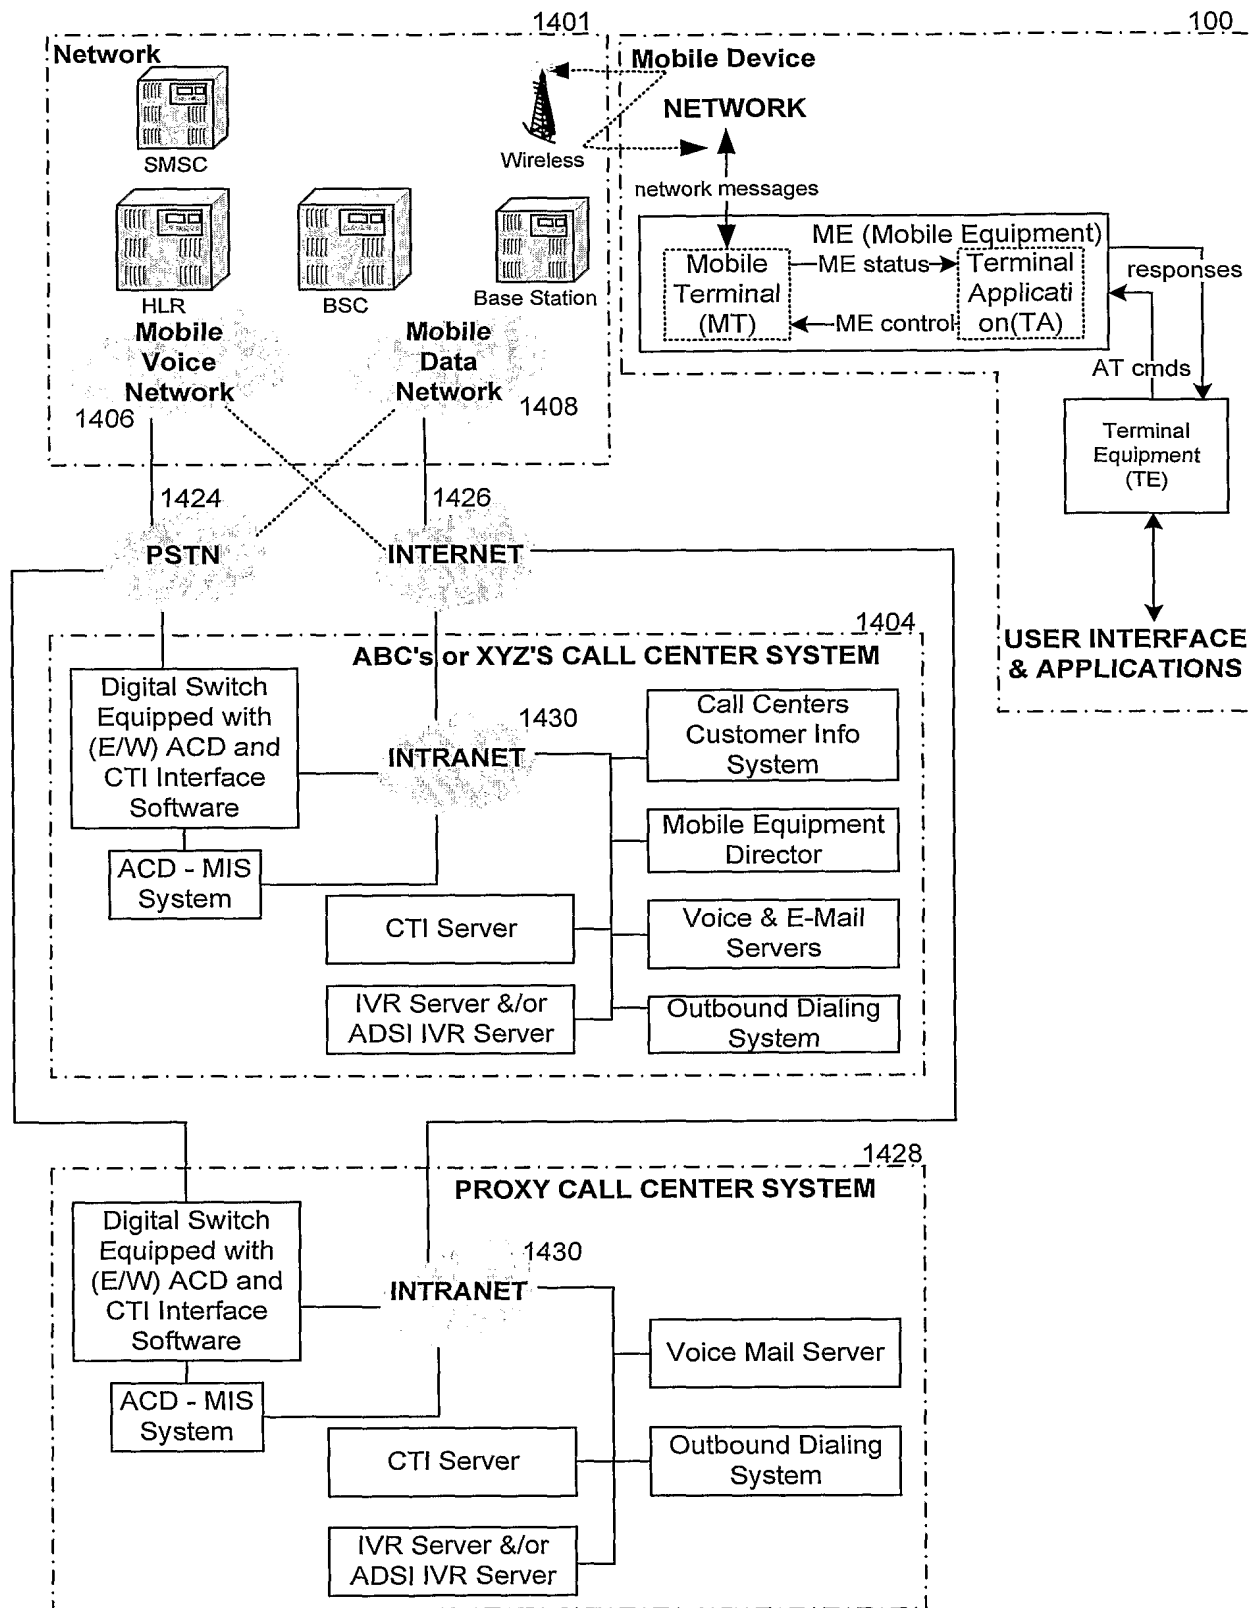 1401
100
Network
Mobile Device
NETWORK
SMSC
Wireless
network messages
ME (Mobile Equipment)
Mobile
Terminal
(MT)
ME status
Terminal
Applicati
on(TA)
ME control
responses
HLR
BSC
Base Station
Mobile
Voice
Network
Mobile
Data
Network
1406
1408
AT cmds
Terminal
Equipment
(TE)
1424
1426
PSTN
INTERNET
USER INTERFACE
& APPLICATIONS
1404
ABC's or XYZ'S CALL CENTER SYSTEM
Digital Switch
Equipped with
(E/W) ACD and
CTI Interface
Software
1430
INTRANET
Call Centers
Customer Info
System
Mobile Equipment
Director
ACD - MIS
System
CTI Server
Voice & E-Mail
Servers
IVR Server &/or
ADSI IVR Server
Outbound Dialing
System
1428
PROXY CALL CENTER SYSTEM
Digital Switch
Equipped with
(E/W) ACD and
CTI Interface
Software
1430
INTRANET
Voice Mail Server
ACD - MIS
System
CTI Server
Outbound Dialing
System
IVR Server &/or
ADSI IVR Server